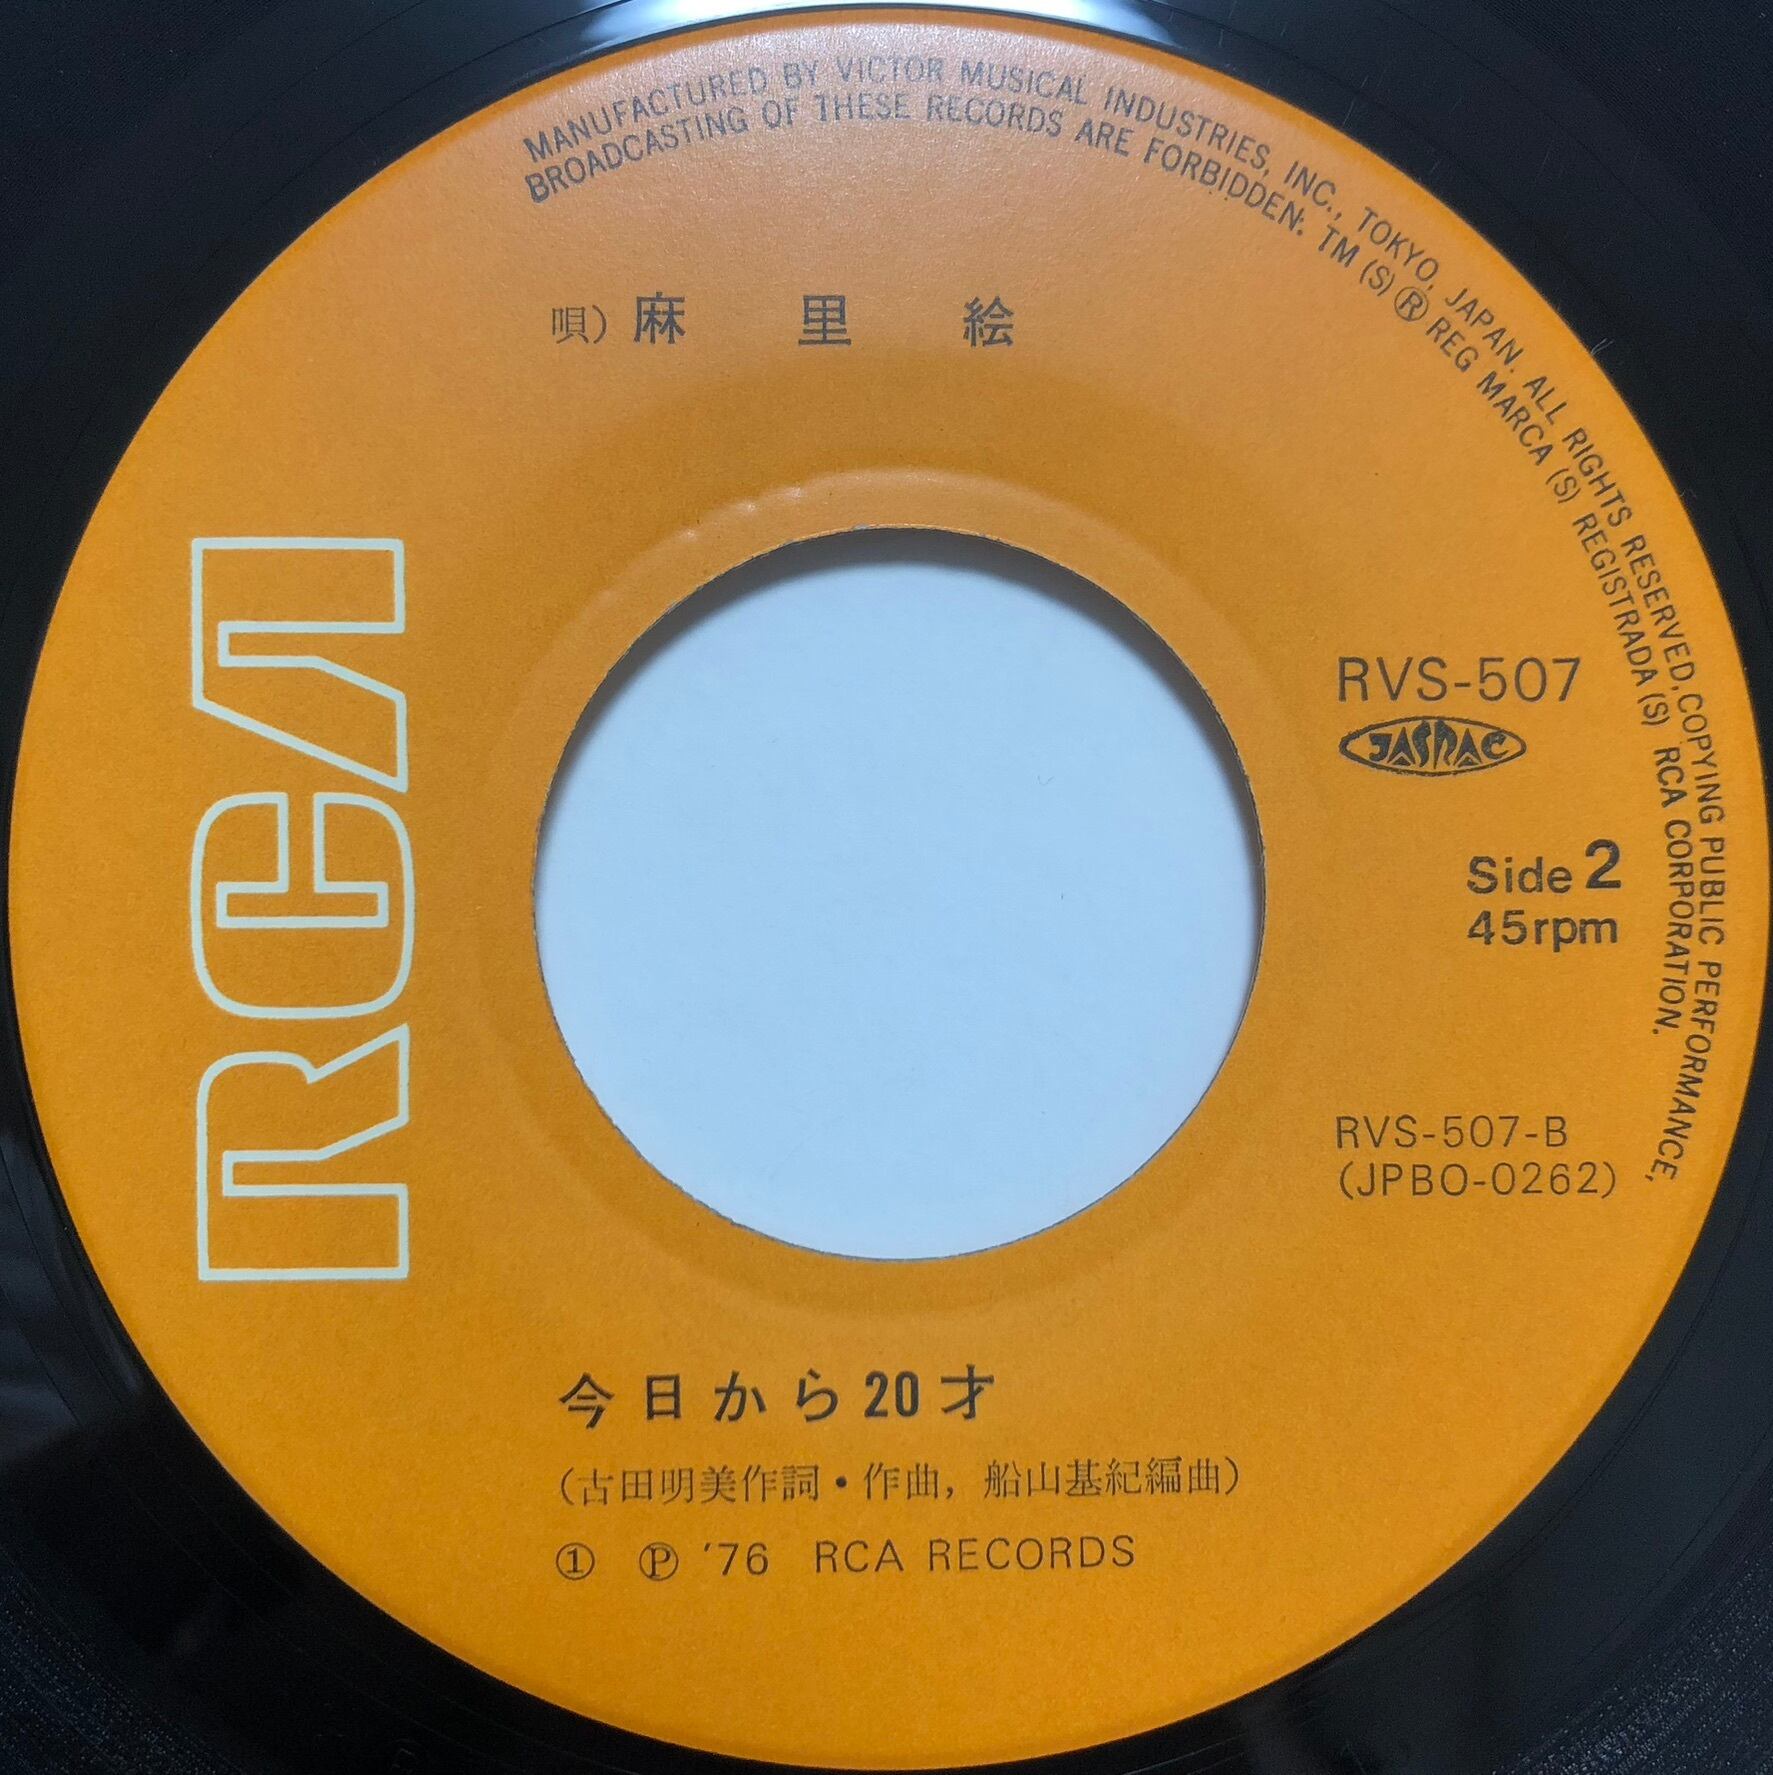 MANUFACTURED BY VICTOR MUSICAL INDUSTRIES, INC., TOKYO, JAPAN. ALL RIGHTS RESERVED, COPYING PUBLIC PERFORMANCE,
BROADCASTING OF THESE RECORDS ARE FORBIDDEN. TM (S) ® REG MARCA (S) REGISTRADA (S) RCA CORPORATION.
唄) 麻里絵
RCA
RVS-507
JASRAC
Side 2
45rpm
RVS-507-B
(JPBO-0262)
今日から20才
(古田明美作詞・作曲, 船山基紀編曲)
① Ⓟ '76 RCA RECORDS